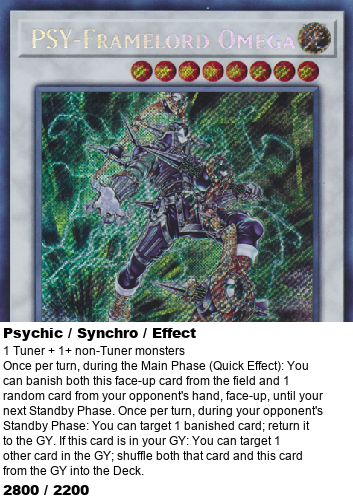 PSY-Framelord Omega
Psychic / Synchro / Effect
1 Tuner + 1+ non-Tuner monsters
Once per turn, during the Main Phase (Quick Effect): You
can banish both this face-up card from the field and 1
random card from your opponent's hand, face-up, until your
next Standby Phase. Once per turn, during your opponent's
Standby Phase: You can target 1 banished card; return it
to the GY. If this card is in your GY: You can target 1
other card in the GY; shuffle both that card and this card
from the GY into the Deck.
2800 / 2200